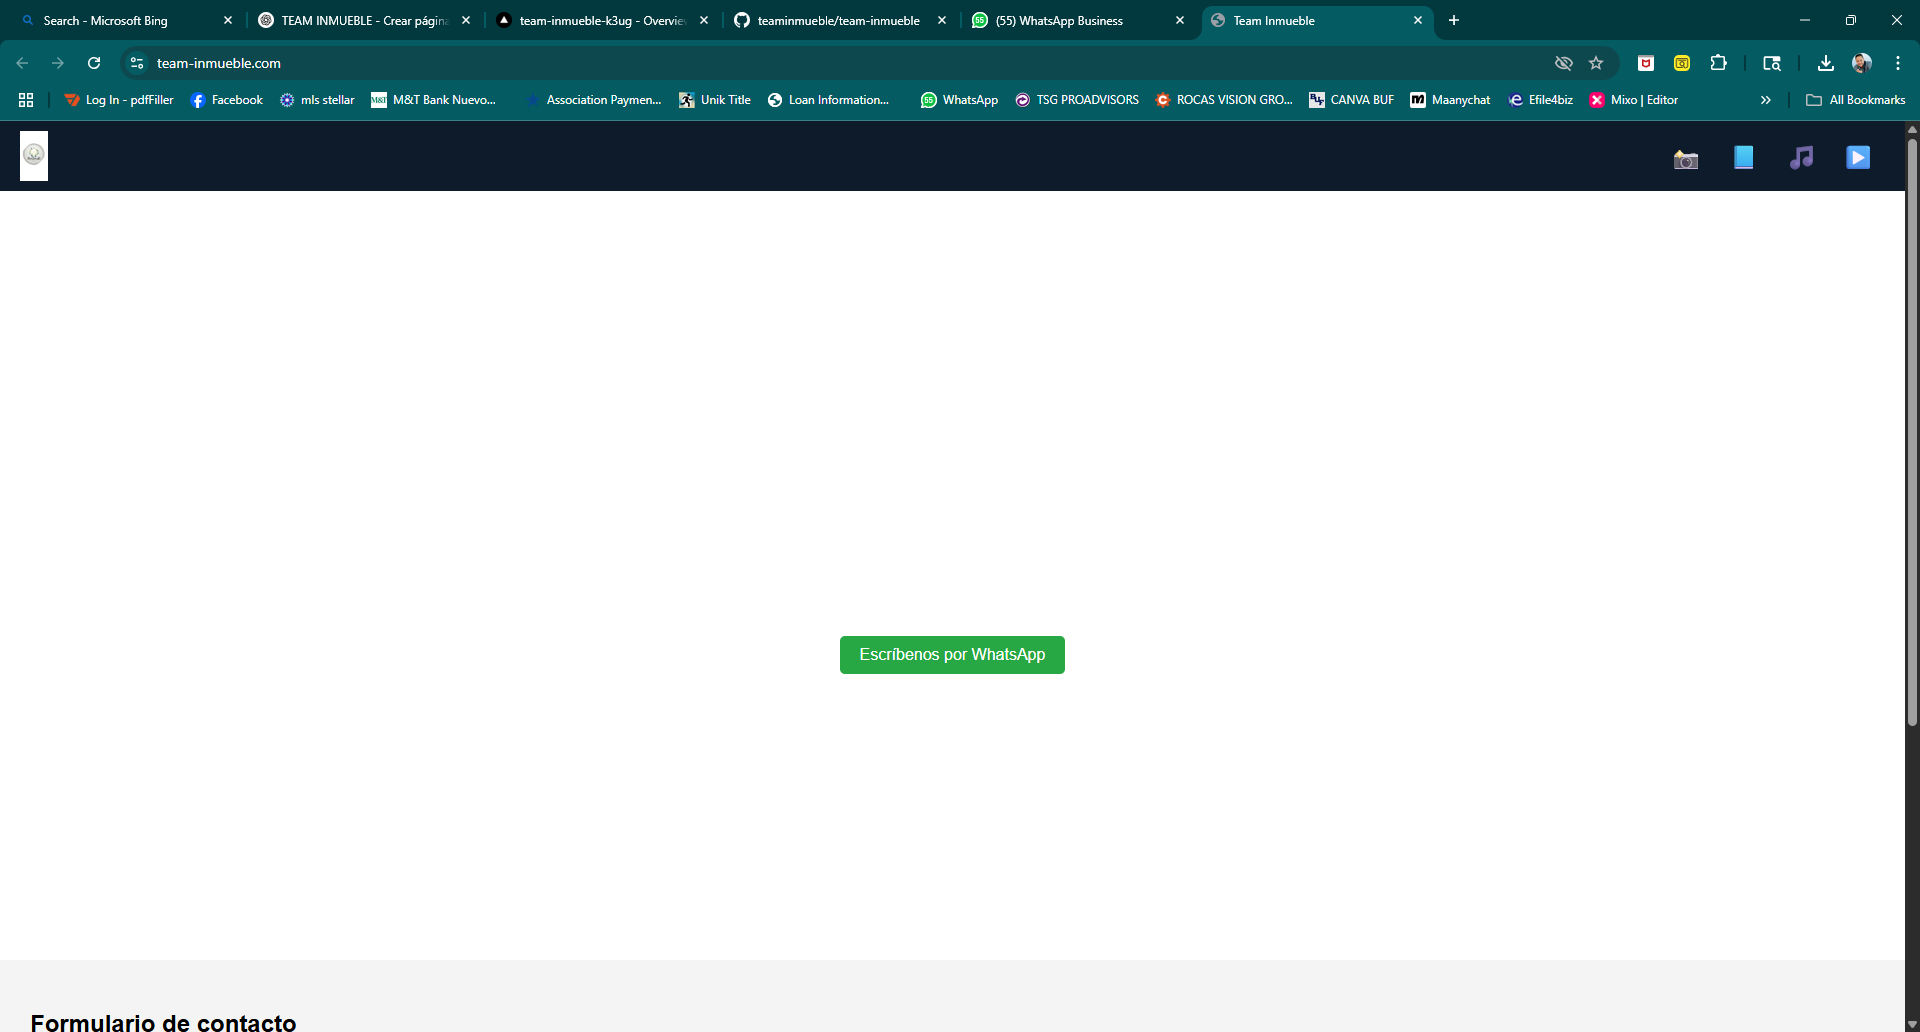 Search - Microsoft Bing
TEAM INMUEBLE - Crear págin
team-inmueble-k3ug - Overvie
teaminmueble/team-inmueble
(55) WhatsApp Business
Team Inmueble
team-inmueble.com
Log In - pdfFiller
Facebook
mls stellar
M&T Bank Nuevo...
Association Paymen...
Unik Title
Loan Information...
WhatsApp
TSG PROADVISORS
ROCAS VISION GRO...
CANVA BUF
Maanychat
Efile4biz
Mixo | Editor
All Bookmarks
Escríbenos por WhatsApp
Formulario de contacto